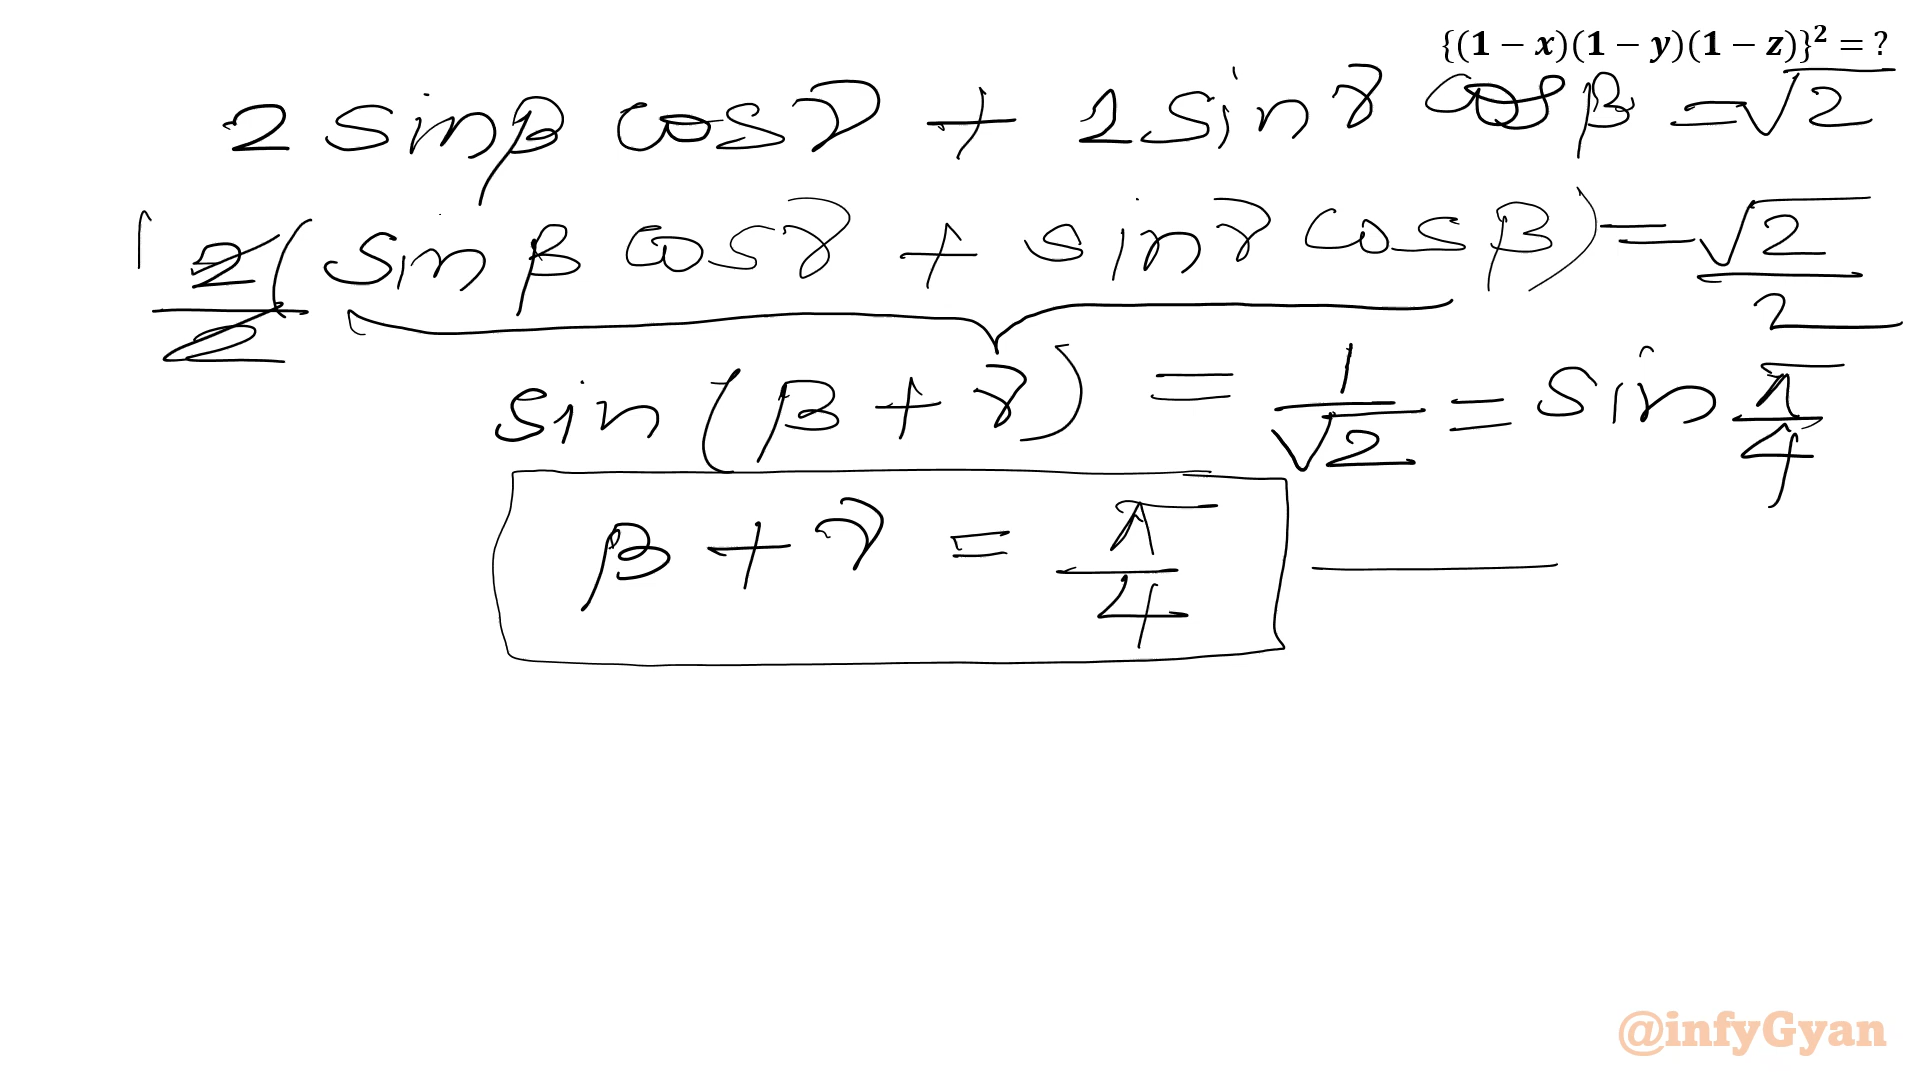 {(1 − x)(1 − y)(1 − z)}² = ?
2 sinβ cosγ + 2 sinγ cosβ = √2
1 2/2 (sinβ cosγ + sinγ cosβ) = √2/2
sin(β + γ) = 1/√2 = sin π/4
β + γ = π/4
@infyGyan